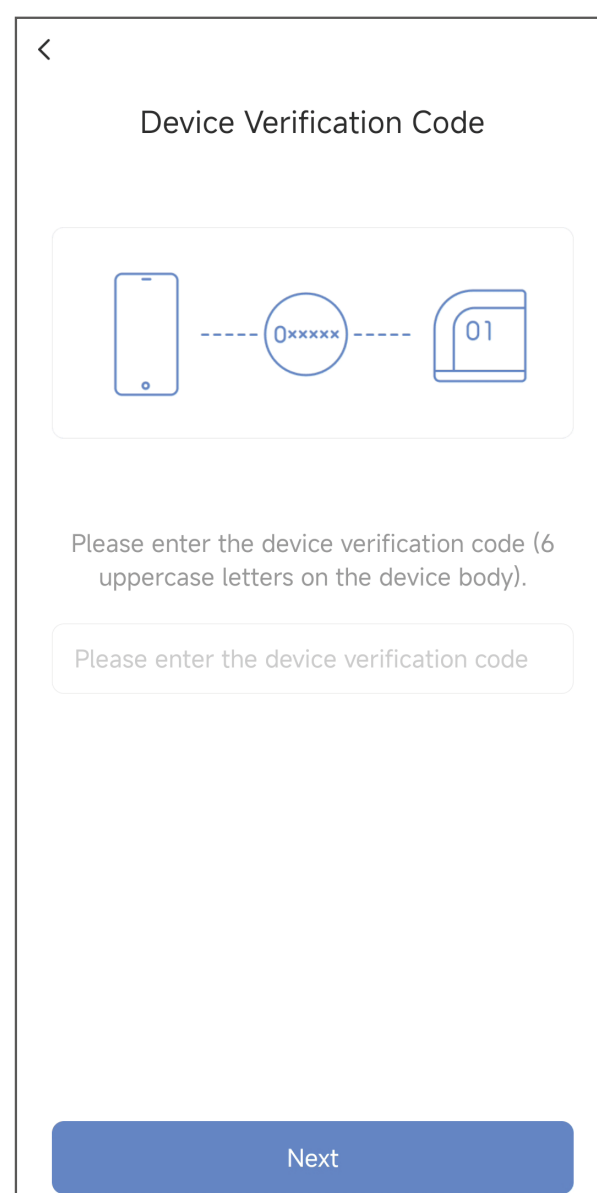 Device Verification Code
0×××××
01
Please enter the device verification code (6
uppercase letters on the device body).
Please enter the device verification code
Next